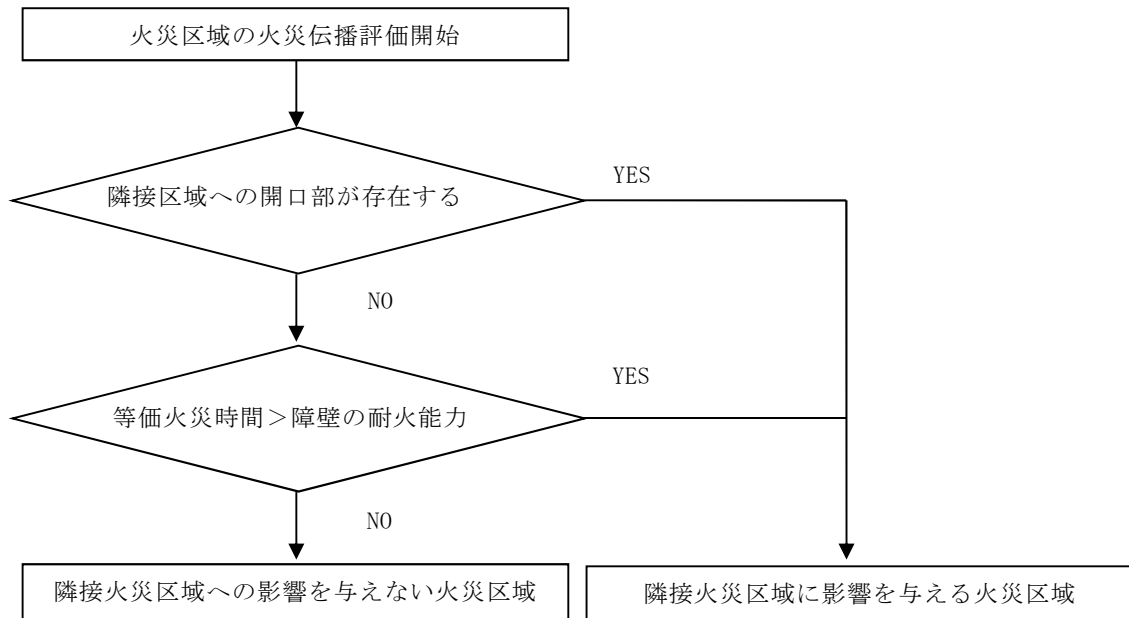 火災区域の火災伝播評価開始
隣接区域への開口部が存在する
YES
NO
等価火災時間＞障壁の耐火能力
YES
NO
隣接火災区域への影響を与えない火災区域
隣接火災区域に影響を与える火災区域